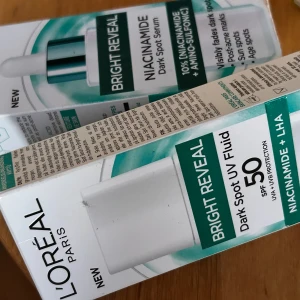 NEW
BRIGHT REVEAL
NIACINAMIDE
Dark Spot Serum
10% [NIACINAMIDE
+ AMINO-SULFONIC]
Visibly fades dark spots
• Post-acne marks
• Sun spots
• Age spots
L'ORÉAL
PARIS
NEW
BRIGHT REVEAL
Dark Spot UV Fluid
SPF 50
UVA + UVB PROTECTION
NIACINAMIDE + LHA